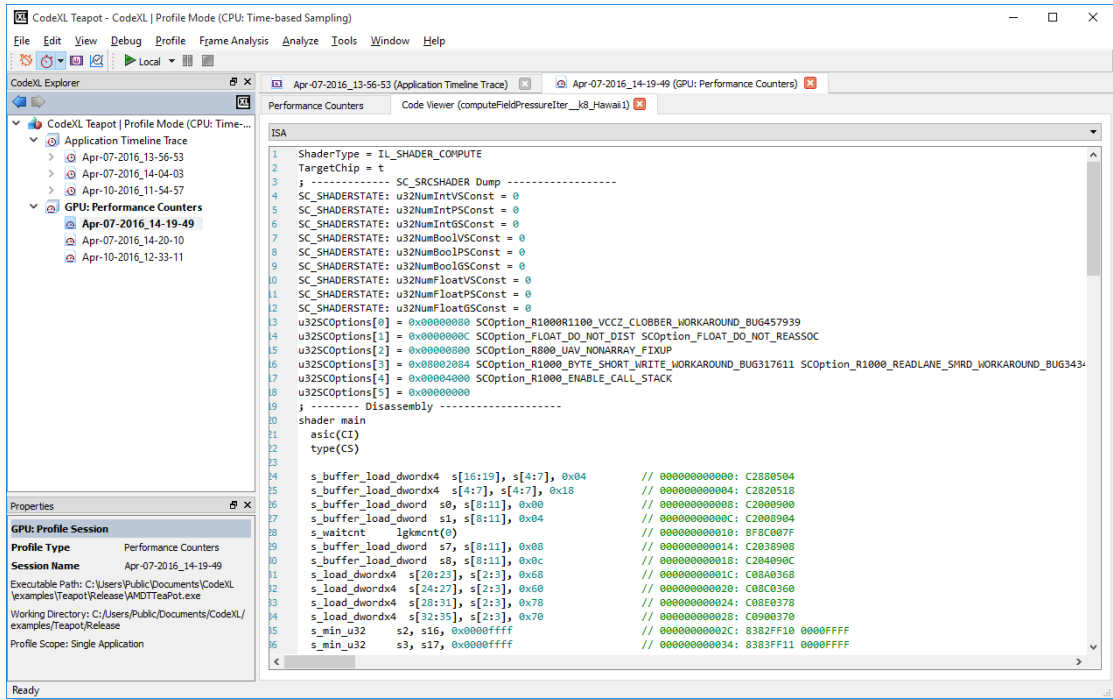 CodeXL Teapot - CodeXL | Profile Mode (CPU: Time-based Sampling)
File Edit View Debug Profile Frame Analysis Analyze Tools Window Help
Local
CodeXL Explorer
CodeXL Teapot | Profile Mode (CPU: Time-...
Application Timeline Trace
Apr-07-2016_13-56-53
Apr-07-2016_14-04-03
Apr-10-2016_11-54-57
GPU: Performance Counters
Apr-07-2016_14-19-49
Apr-07-2016_14-20-10
Apr-10-2016_12-33-11
Properties
GPU: Profile Session
Profile Type Performance Counters
Session Name Apr-07-2016_14-19-49
Executable Path: C:\Users\Public\Documents\CodeXL
\examples\Teapot\Release\AMDTTeaPot.exe
Working Directory: C:/Users/Public/Documents/CodeXL/
examples/Teapot/Release
Profile Scope: Single Application
Apr-07-2016_13-56-53 (Application Timeline Trace) Apr-07-2016_14-19-49 (GPU: Performance Counters)
Performance Counters Code Viewer (computeFieldPressureIter__k8_Hawaii1)
ISA
1 ShaderType = IL_SHADER_COMPUTE
2 TargetChip = t
3 ; ------------- SC_SRCSHADER Dump ------------------
4 SC_SHADERSTATE: u32NumIntVSConst = 0
5 SC_SHADERSTATE: u32NumIntPSConst = 0
6 SC_SHADERSTATE: u32NumIntGSConst = 0
7 SC_SHADERSTATE: u32NumBoolVSConst = 0
8 SC_SHADERSTATE: u32NumBoolPSConst = 0
9 SC_SHADERSTATE: u32NumBoolGSConst = 0
10 SC_SHADERSTATE: u32NumFloatVSConst = 0
11 SC_SHADERSTATE: u32NumFloatPSConst = 0
12 SC_SHADERSTATE: u32NumFloatGSConst = 0
13 u32SCOptions[0] = 0x00000080 SCOption_R1000R1100_VCCZ_CLOBBER_WORKAROUND_BUG457939
14 u32SCOptions[1] = 0x0000000C SCOption_FLOAT_DO_NOT_DIST SCOption_FLOAT_DO_NOT_REASSOC
15 u32SCOptions[2] = 0x00000800 SCOption_R800_UAV_NONARRAY_FIXUP
16 u32SCOptions[3] = 0x08002084 SCOption_R1000_BYTE_SHORT_WRITE_WORKAROUND_BUG317611 SCOption_R1000_READLANE_SMRD_WORKAROUND_BUG3434
17 u32SCOptions[4] = 0x00004000 SCOption_R1000_ENABLE_CALL_STACK
18 u32SCOptions[5] = 0x00000000
19 ; -------- Disassembly --------------------
20 shader main
21 asic(CI)
22 type(CS)
23
24 s_buffer_load_dwordx4 s[16:19], s[4:7], 0x04 // 000000000000: C2880504
25 s_buffer_load_dwordx4 s[4:7], s[4:7], 0x18 // 000000000004: C2820518
26 s_buffer_load_dword s0, s[8:11], 0x00 // 000000000008: C2000900
27 s_buffer_load_dword s1, s[8:11], 0x04 // 00000000000C: C2008904
28 s_waitcnt lgkmcnt(0) // 000000000010: BF8C007F
29 s_buffer_load_dword s7, s[8:11], 0x08 // 000000000014: C2038908
30 s_buffer_load_dword s8, s[8:11], 0x0c // 000000000018: C204090C
31 s_load_dwordx4 s[20:23], s[2:3], 0x68 // 00000000001C: C08A0368
32 s_load_dwordx4 s[24:27], s[2:3], 0x60 // 000000000020: C08C0360
33 s_load_dwordx4 s[28:31], s[2:3], 0x78 // 000000000024: C08E0378
34 s_load_dwordx4 s[32:35], s[2:3], 0x70 // 000000000028: C0900370
35 s_min_u32 s2, s16, 0x0000ffff // 00000000002C: 8382FF10 0000FFFF
36 s_min_u32 s3, s17, 0x0000ffff // 000000000034: 8383FF11 0000FFFF
Ready